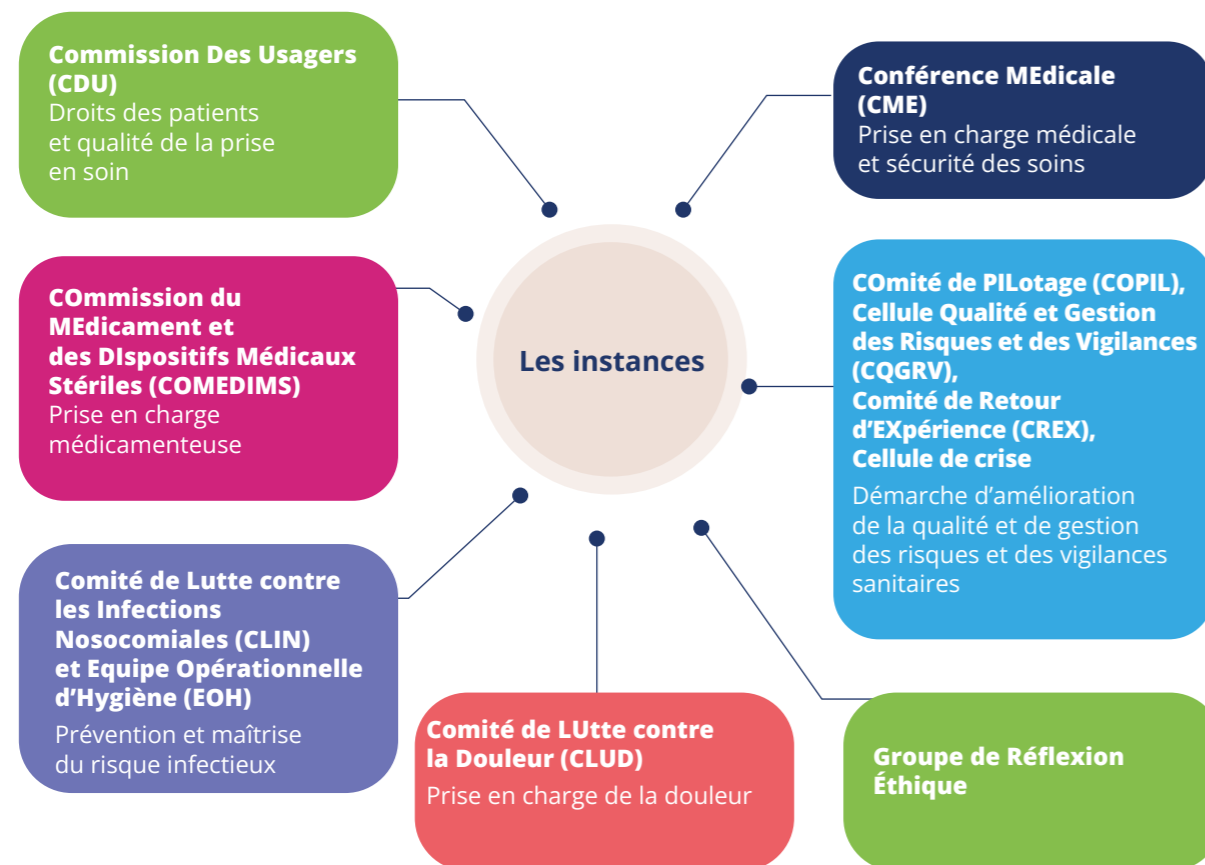 Commission Des Usagers
(CDU)
Droits des patients
et qualité de la prise
en soin
Conférence MEdicale
(CME)
Prise en charge médicale
et sécurité des soins
COmmission du
MEdicament et
des DIspositifs Médicaux
Stériles (COMEDIMS)
Prise en charge
médicamenteuse
Les instances
COmité de PILotage (COPIL),
Cellule Qualité et Gestion
des Risques et des Vigilances
(CQGRV),
Comité de Retour
d’EXpérience (CREX),
Cellule de crise
Démarche d’amélioration
de la qualité et de gestion
des risques et des vigilances
sanitaires
Comité de Lutte contre
les Infections
Nosocomiales (CLIN)
et Equipe Opérationnelle
d’Hygiène (EOH)
Prévention et maîtrise
du risque infectieux
Comité de LUtte contre
la Douleur (CLUD)
Prise en charge de la douleur
Groupe de Réflexion
Éthique